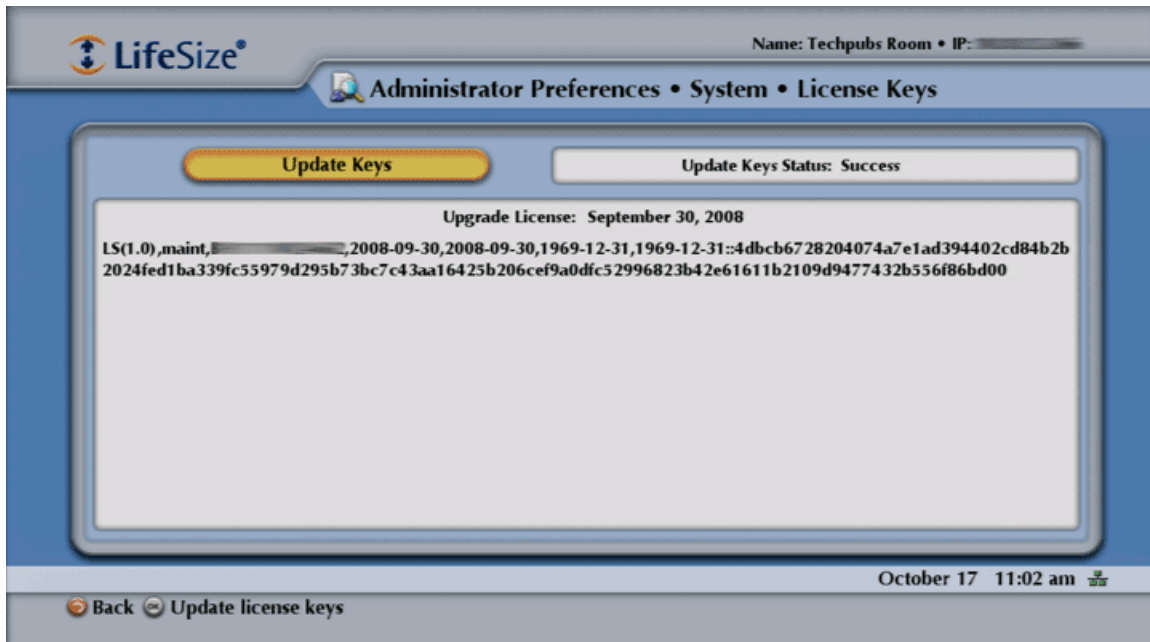 LifeSize®
Name: Techpubs Room • IP:
Administrator Preferences • System • License Keys
Update Keys
Update Keys Status: Success
Upgrade License: September 30, 2008
LS(1.0),maint, ,2008-09-30,2008-09-30,1969-12-31,1969-12-31::4dbcb6728204074a7e1ad394402cd84b2b
2024fed1ba339fc55979d295b73bc7c43aa16425b206cef9a0dfc52996823b42e61611b2109d9477432b556f86bd00
October 17 11:02 am
Back OK Update license keys